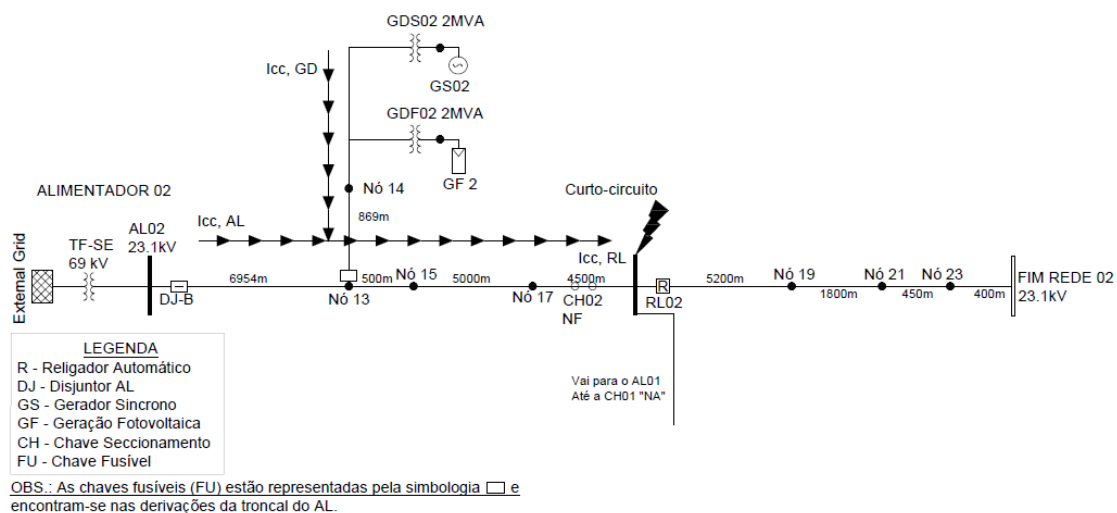 GDS02 2MVA
Icc, GD
GS02
GDF02 2MVA
GF 2
ALIMENTADOR 02
Nó 14
Curto-circuito
Icc, AL
869m
AL02
23.1kV
TF-SE
69 kV
Icc, RL
External Grid
6954m
500m
Nó 15
5000m
4500m
5200m
Nó 19
Nó 21
Nó 23
FIM REDE 02
23.1kV
DJ-B
Nó 13
Nó 17
CH02
NF
R
RL02
1800m
450m
400m
LEGENDA
R - Religador Automático
DJ - Disjuntor AL
GS - Gerador Sincrono
GF - Geração Fotovoltaica
CH - Chave Seccionamento
FU - Chave Fusível
Vai para o AL01
Até a CH01 "NA"
OBS.: As chaves fusíveis (FU) estão representadas pela simbologia e
encontram-se nas derivações da troncal do AL.